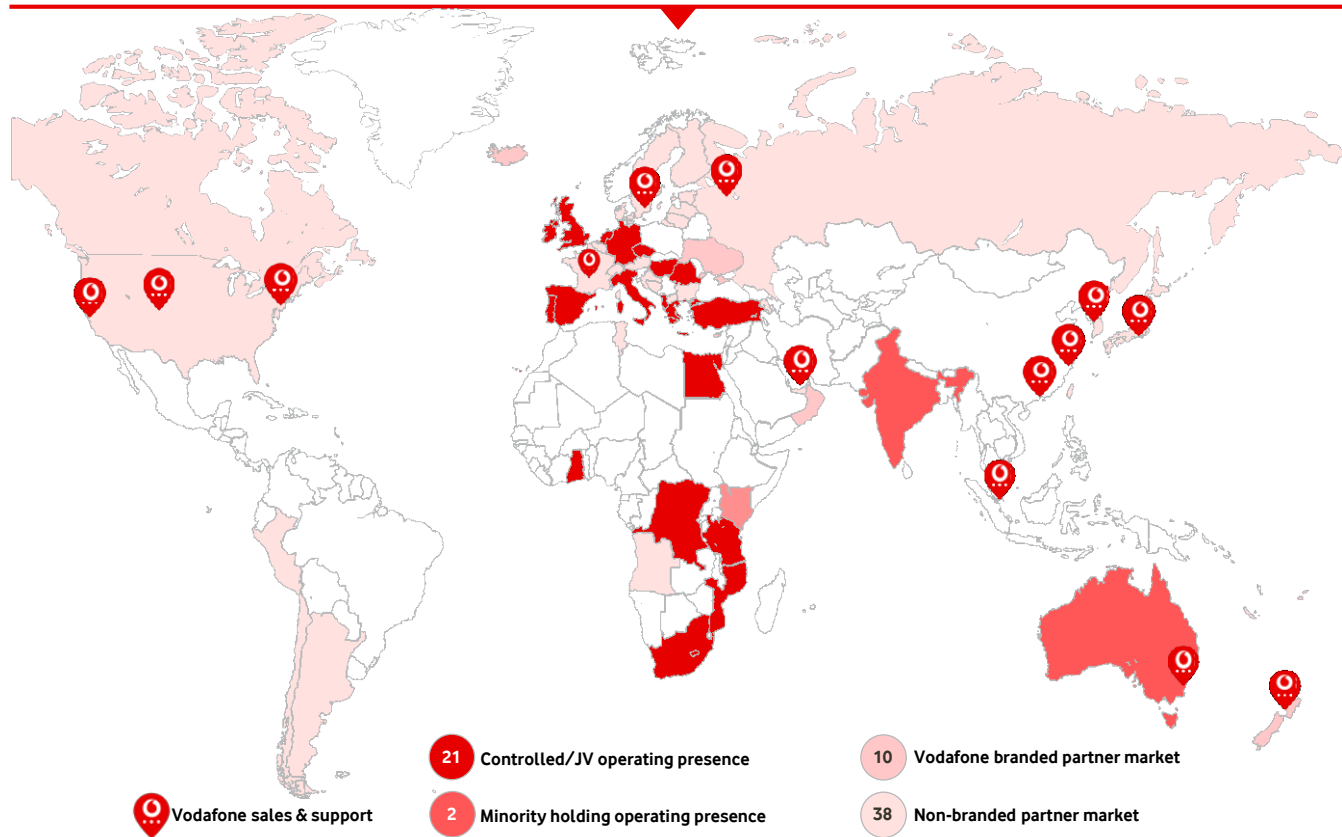 21 Controlled/JV operating presence
10 Vodafone branded partner market
Vodafone sales & support
2 Minority holding operating presence
38 Non-branded partner market